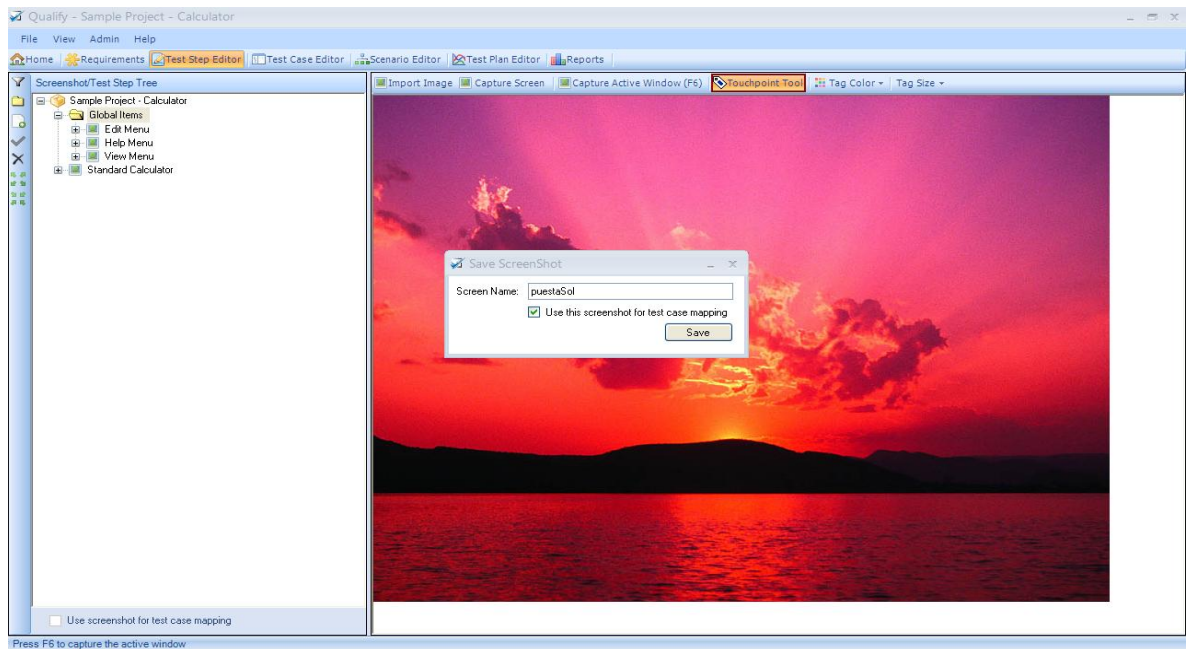 Qualify - Sample Project - Calculator
File View Admin Help
Home Requirements Test Step Editor Test Case Editor Scenario Editor Test Plan Editor Reports
Screenshot/Test Step Tree
Import Image Capture Screen Capture Active Window (F6) Touchpoint Tool Tag Color Tag Size
Sample Project - Calculator
Global Items
Edit Menu
Help Menu
View Menu
Standard Calculator
Save ScreenShot
Screen Name: puestaSol
Use this screenshot for test case mapping
Save
Use screenshot for test case mapping
Press F6 to capture the active window